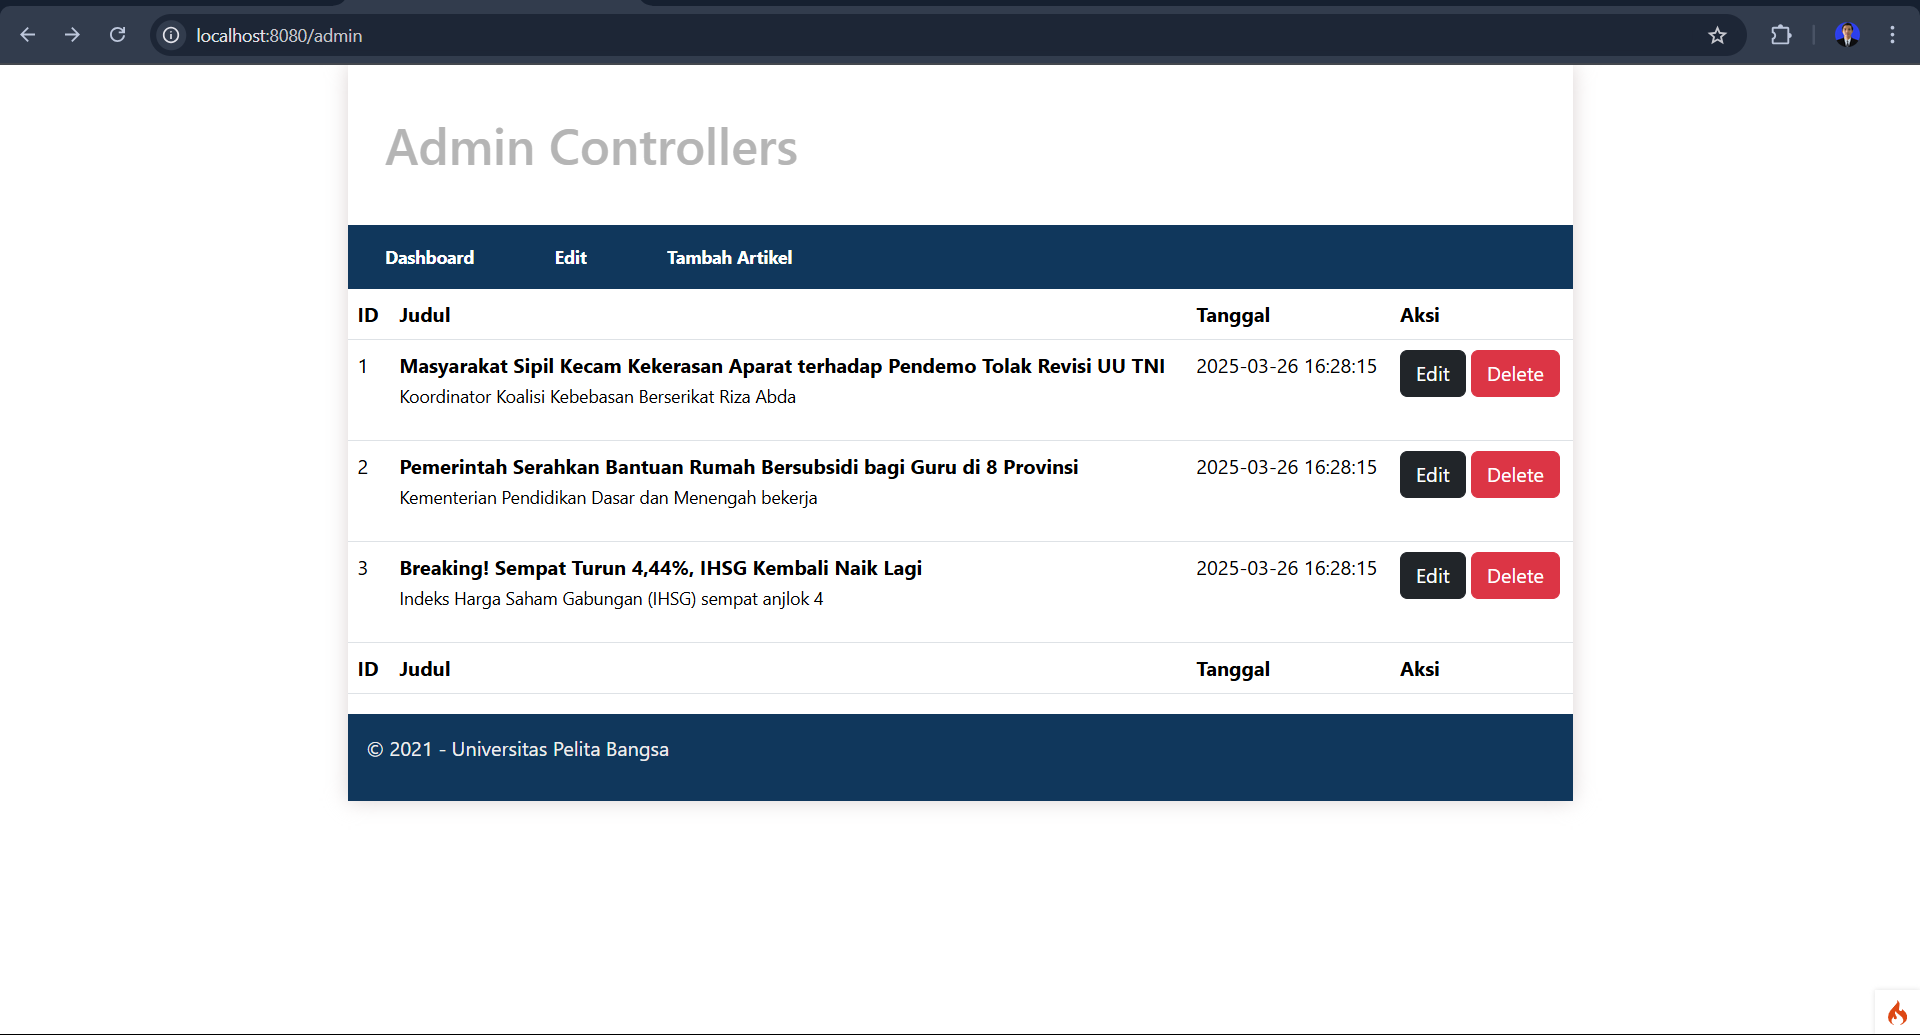 localhost:8080/admin
Admin Controllers
Dashboard Edit Tambah Artikel
ID Judul Tanggal Aksi
1 Masyarakat Sipil Kecam Kekerasan Aparat terhadap Pendemo Tolak Revisi UU TNI 2025-03-26 16:28:15 Edit Delete
Koordinator Koalisi Kebebasan Berserikat Riza Abda
2 Pemerintah Serahkan Bantuan Rumah Bersubsidi bagi Guru di 8 Provinsi 2025-03-26 16:28:15 Edit Delete
Kementerian Pendidikan Dasar dan Menengah bekerja
3 Breaking! Sempat Turun 4,44%, IHSG Kembali Naik Lagi 2025-03-26 16:28:15 Edit Delete
Indeks Harga Saham Gabungan (IHSG) sempat anjlok 4
ID Judul Tanggal Aksi
© 2021 - Universitas Pelita Bangsa